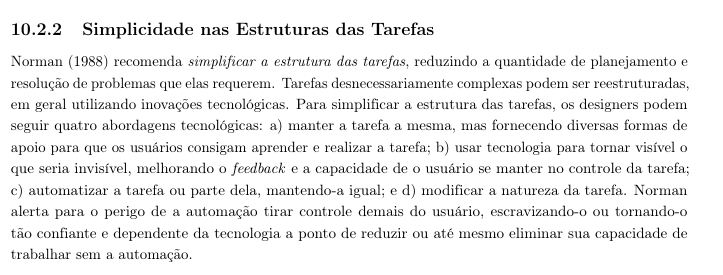 10.2.2 Simplicidade nas Estruturas das Tarefas
Norman (1988) recomenda simplificar a estrutura das tarefas, reduzindo a quantidade de planejamento e
resolução de problemas que elas requerem. Tarefas desnecessariamente complexas podem ser reestruturadas,
em geral utilizando inovações tecnológicas. Para simplificar a estrutura das tarefas, os designers podem
seguir quatro abordagens tecnológicas: a) manter a tarefa a mesma, mas fornecendo diversas formas de
apoio para que os usuários consigam aprender e realizar a tarefa; b) usar tecnologia para tornar visível o
que seria invisível, melhorando o feedback e a capacidade de o usuário se manter no controle da tarefa;
c) automatizar a tarefa ou parte dela, mantendo-a igual; e d) modificar a natureza da tarefa. Norman
alerta para o perigo de a automação tirar controle demais do usuário, escravizando-o ou tornando-o
tão confiante e dependente da tecnologia a ponto de reduzir ou até mesmo eliminar sua capacidade de
trabalhar sem a automação.